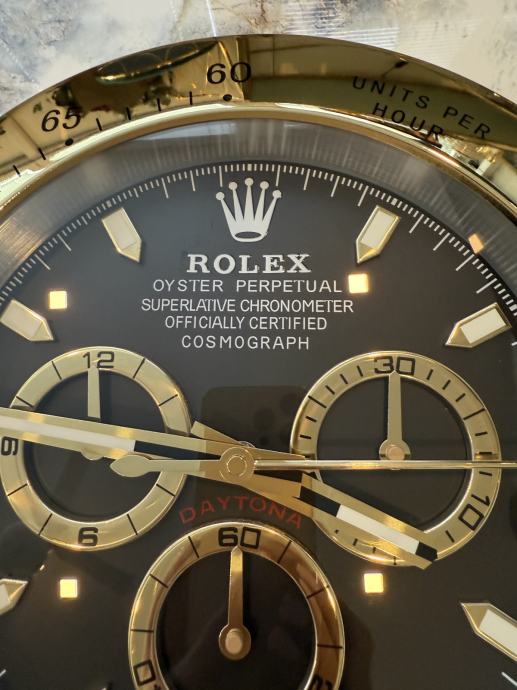 60
65
UNITS PER
HOUR
ROLEX
OYSTER PERPETUAL
SUPERLATIVE CHRONOMETER
OFFICIALLY CERTIFIED
COSMOGRAPH
12
30
9
6
10
DAYTONA
60